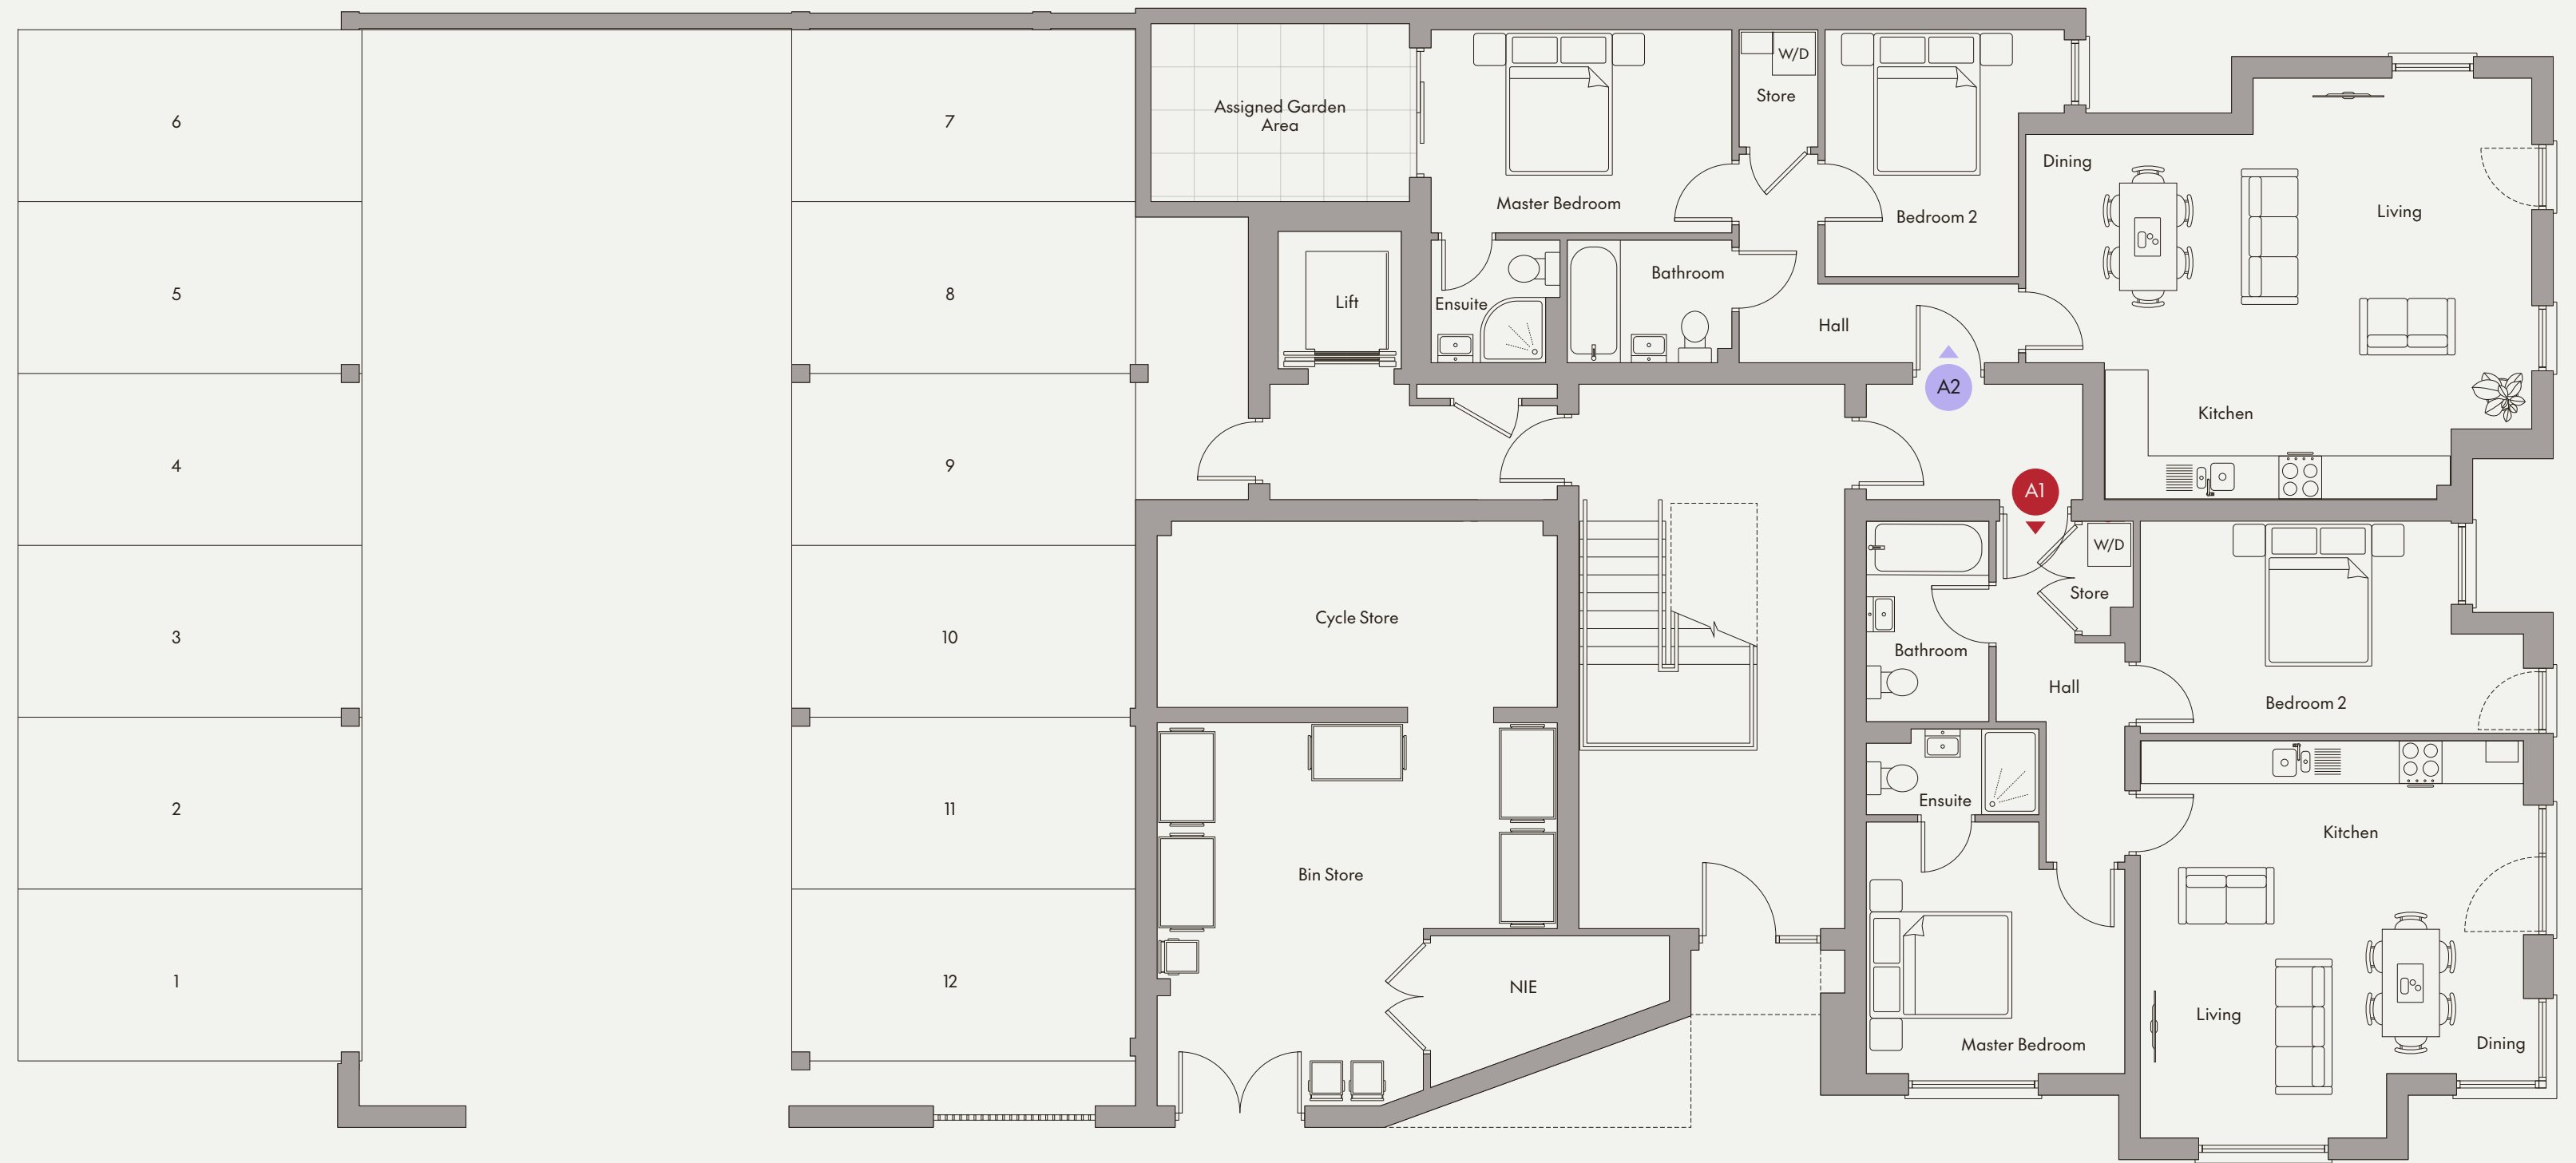 6
5
4
3
2
1
7
8
9
10
11
12
Assigned Garden
Area
Lift
Cycle Store
Bin Store
NIE
Master Bedroom
Ensuite
Bathroom
Store
W/D
Bedroom 2
Hall
A2
Dining
Living
Kitchen
A1
W/D
Store
Bathroom
Hall
Bedroom 2
Ensuite
Kitchen
Master Bedroom
Living
Dining